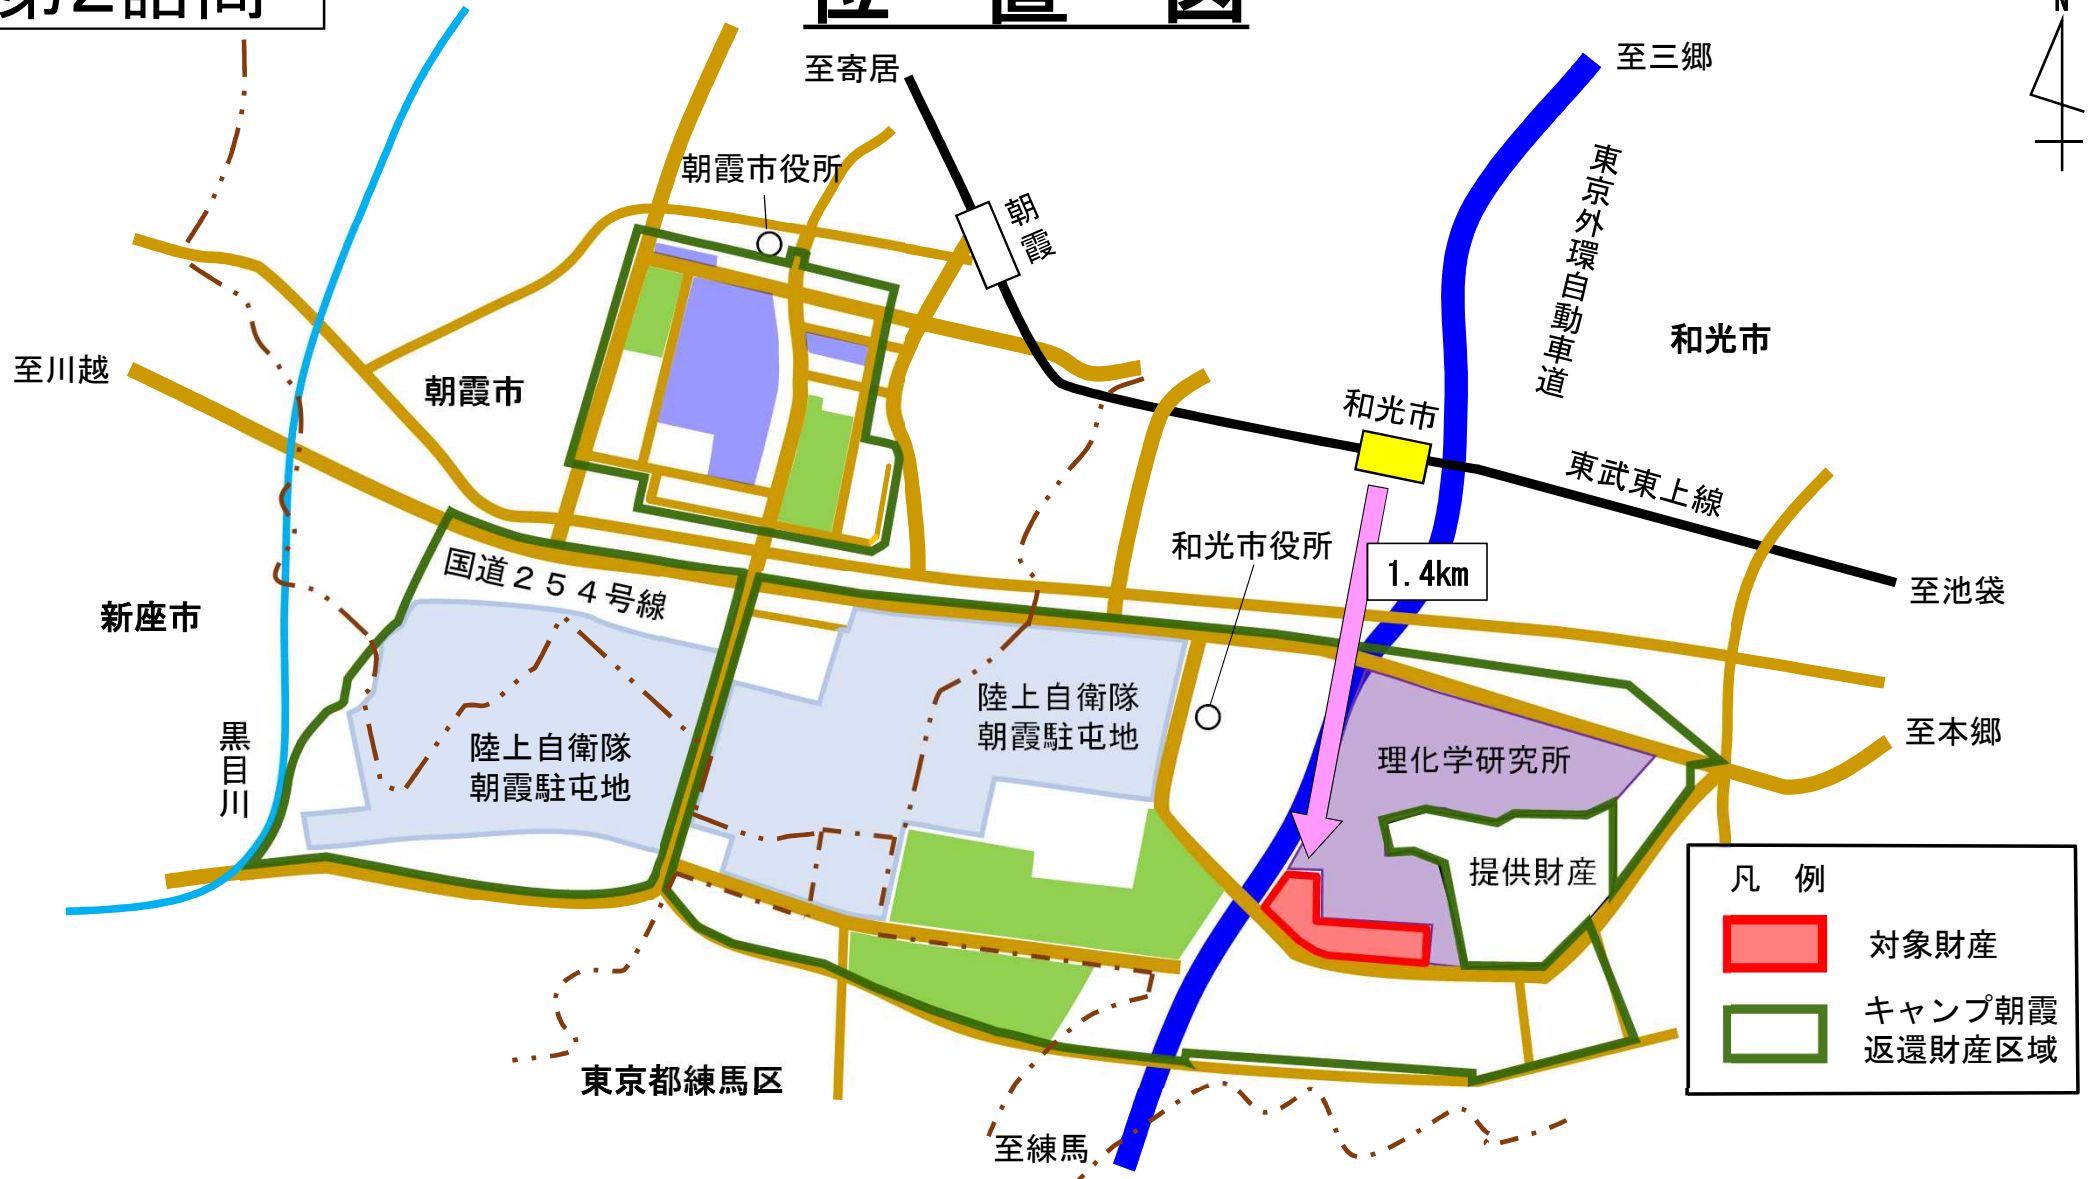 第2諮問
位 置 図
N
至寄居
至三郷
朝霞市役所
朝霞
東京外環自動車道
和光市
至川越
朝霞市
和光市
東武東上線
国道254号線
和光市役所
1.4km
至池袋
新座市
陸上自衛隊
朝霞駐屯地
至本郷
黒目川
陸上自衛隊
朝霞駐屯地
理化学研究所
提供財産
凡 例
対象財産
キャンプ朝霞
返還財産区域
東京都練馬区
至練馬